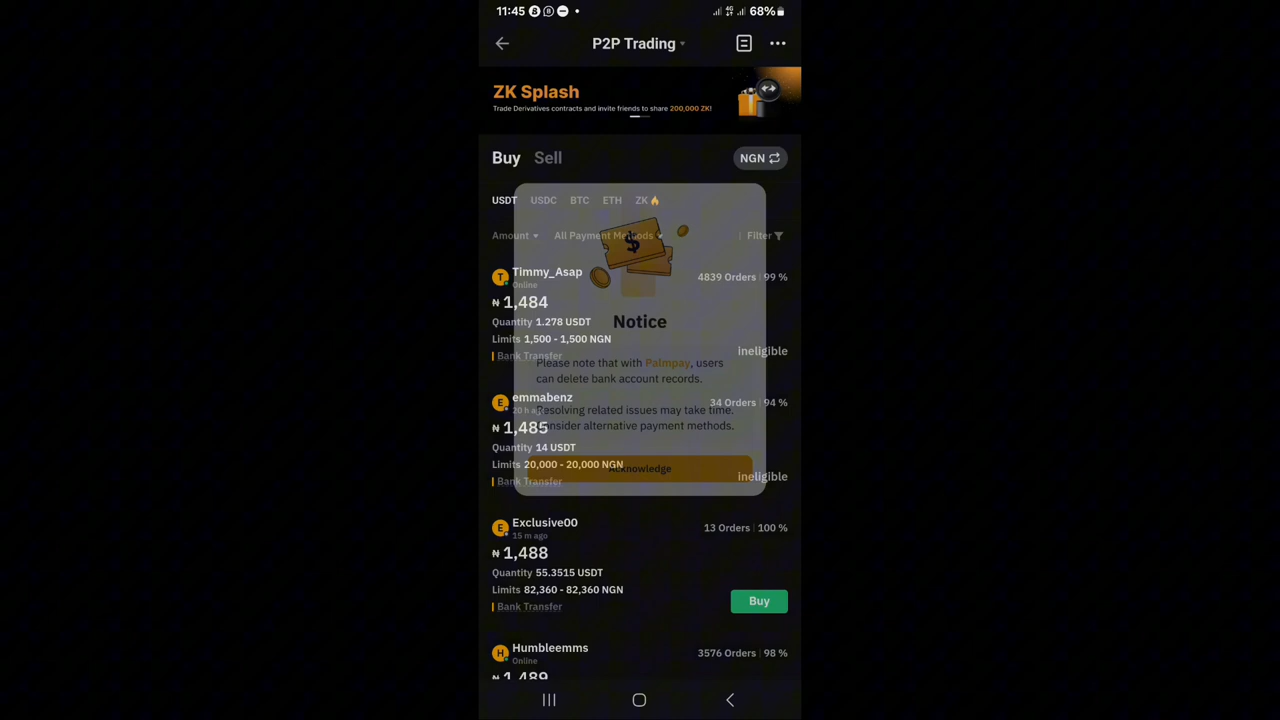 11:45 68%
P2P Trading
ZK Splash
Trade Derivatives contracts and invite friends to share 200,000 ZK!
Buy Sell NGN
USDT USDC BTC ETH ZK
Amount All Payment Methods Filter
T Timmy_Asap 4839 Orders 99 %
Online
₦ 1,484
Quantity 1.278 USDT
Limits 1,500 - 1,500 NGN
Bank Transfer ineligible
E emmabenz 34 Orders 94 %
20 h ago
₦ 1,485
Quantity 14 USDT
Limits 20,000 - 20,000 NGN
Bank Transfer ineligible
Notice
Please note that with Palmpay, users
can delete bank account records.
Resolving related issues may take time.
Consider alternative payment methods.
Acknowledge
E Exclusive00 13 Orders 100 %
15 m ago
₦ 1,488
Quantity 55.3515 USDT
Limits 82,360 - 82,360 NGN
Bank Transfer Buy
H Humbleemms 3576 Orders 98 %
Online
₦ 1,489